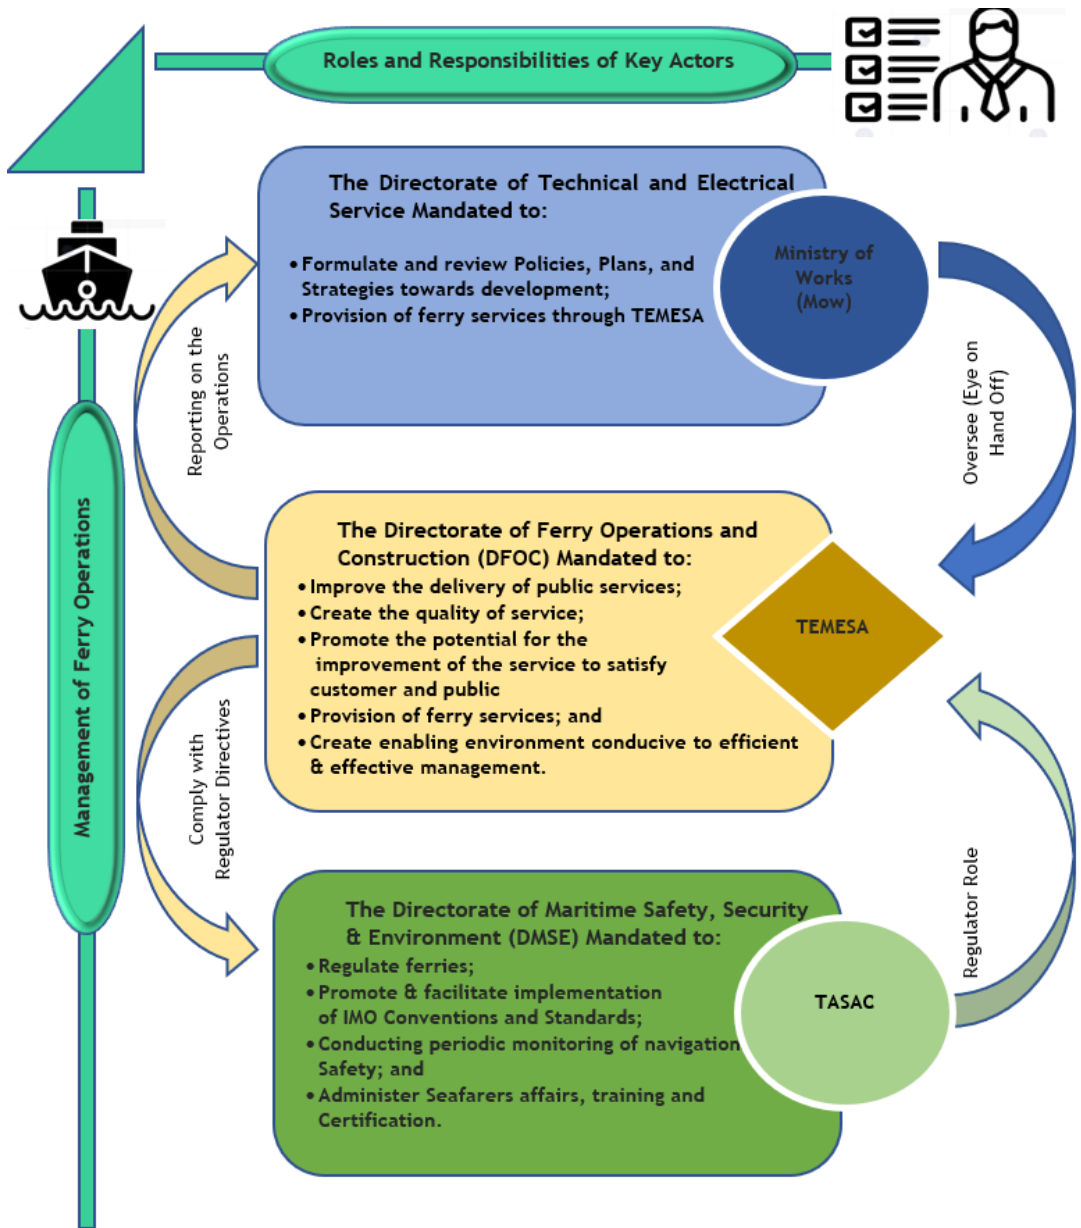 Roles and Responsibilities of Key Actors
The Directorate of Technical and Electrical
Service Mandated to:
• Formulate and review Policies, Plans, and
Strategies towards development;
• Provision of ferry services through TEMESA
Ministry of
Works
(Mow)
Reporting on the
Operations
Oversee (Eye on
Hand Off)
Management of Ferry Operations
The Directorate of Ferry Operations and
Construction (DFOC) Mandated to:
• Improve the delivery of public services;
• Create the quality of service;
• Promote the potential for the
improvement of the service to satisfy
customer and public
• Provision of ferry services; and
• Create enabling environment conducive to efficient
& effective management.
TEMESA
Comply with
Regulator Directives
Regulator Role
The Directorate of Maritime Safety, Security
& Environment (DMSE) Mandated to:
• Regulate ferries;
• Promote & facilitate implementation
of IMO Conventions and Standards;
• Conducting periodic monitoring of navigation
Safety; and
• Administer Seafarers affairs, training and
Certification.
TASAC